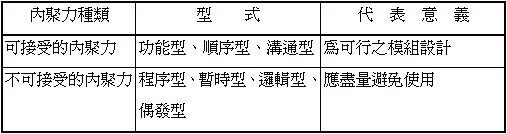 內聚力種類 型 式 代 表 意 義
可接受的內聚力 功能型、順序型、溝通型 為可行之模組設計
不可接受的內聚力 程序型、暫時型、邏輯型、 應盡量避免使用
偶發型